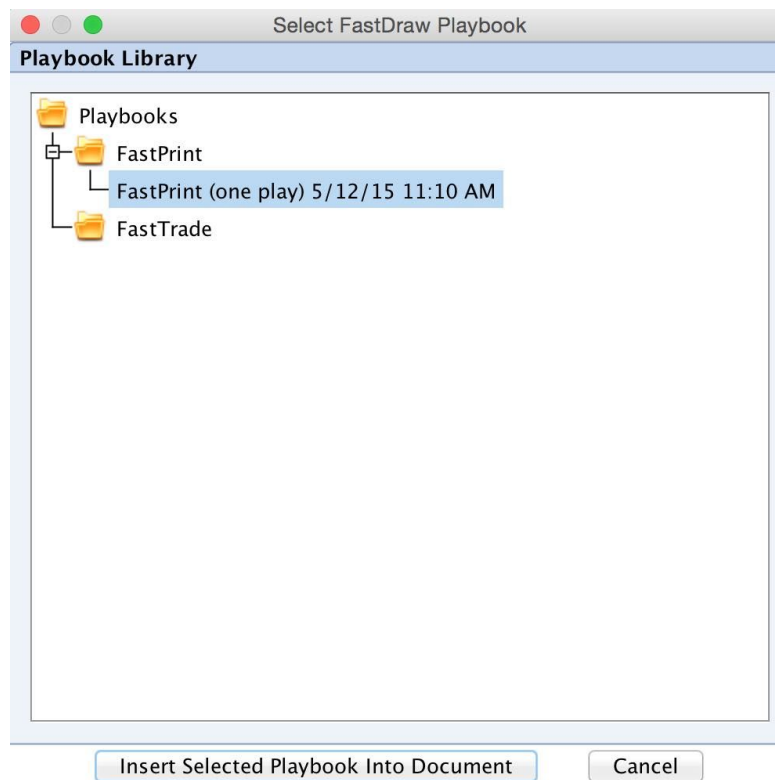 Select FastDraw Playbook
Playbook Library
Playbooks
FastPrint
FastPrint (one play) 5/12/15 11:10 AM
FastTrade
Insert Selected Playbook Into Document
Cancel